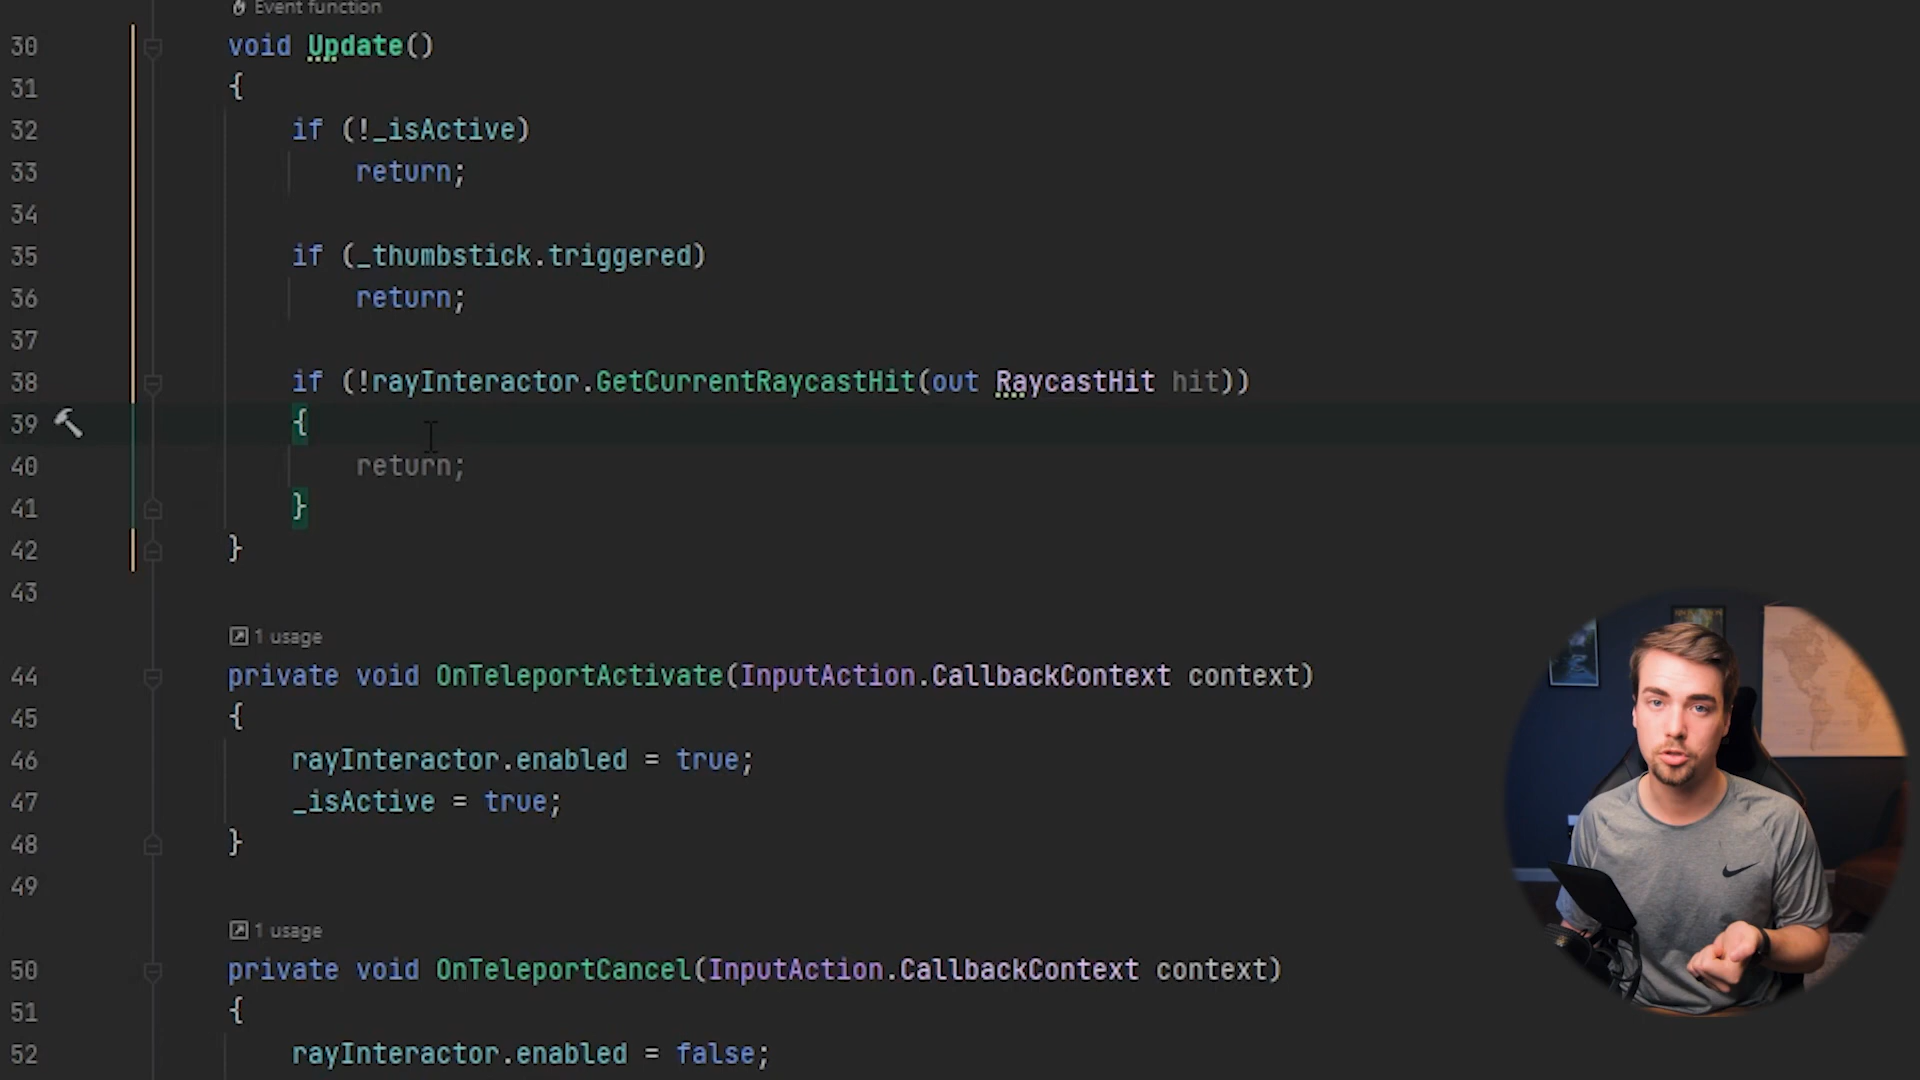 Event function
30 void Update()
31 {
32 if (!_isActive)
33 return;
34
35 if (_thumbstick.triggered)
36 return;
37
38 if (!rayInteractor.GetCurrentRaycastHit(out RaycastHit hit))
39 {
40 return;
41 }
42 }
43
1 usage
44 private void OnTeleportActivate(InputAction.CallbackContext context)
45 {
46 rayInteractor.enabled = true;
47 _isActive = true;
48 }
49
1 usage
50 private void OnTeleportCancel(InputAction.CallbackContext context)
51 {
52 rayInteractor.enabled = false;